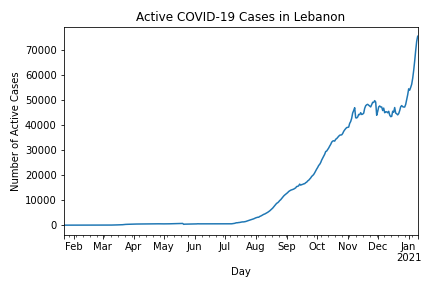 Active COVID-19 Cases in Lebanon
Number of Active Cases
70000
60000
50000
40000
30000
20000
10000
0
Feb Mar Apr May Jun Jul Aug Sep Oct Nov Dec Jan
2021
Day